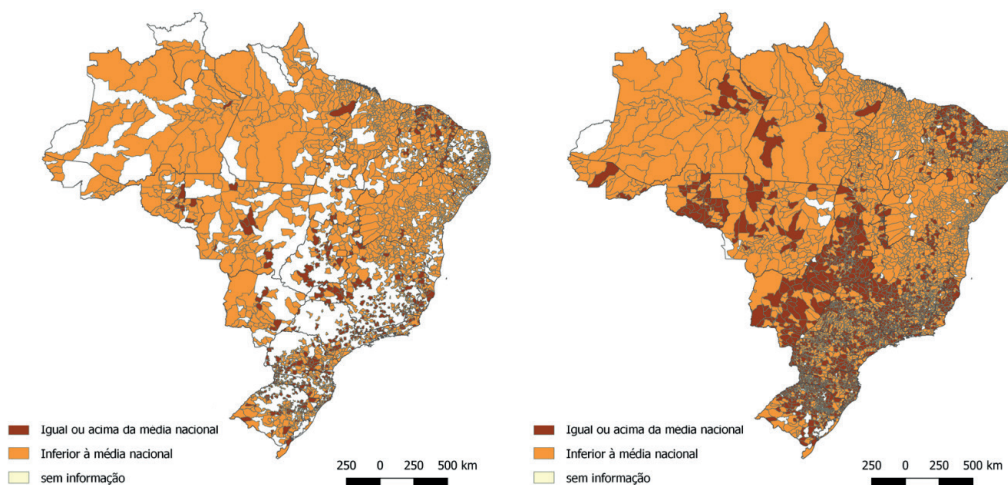 Igual ou acima da media nacional
Inferior à média nacional
sem informação
250 0 250 500 km
Igual ou acima da media nacional
Inferior à média nacional
sem informação
250 0 250 500 km